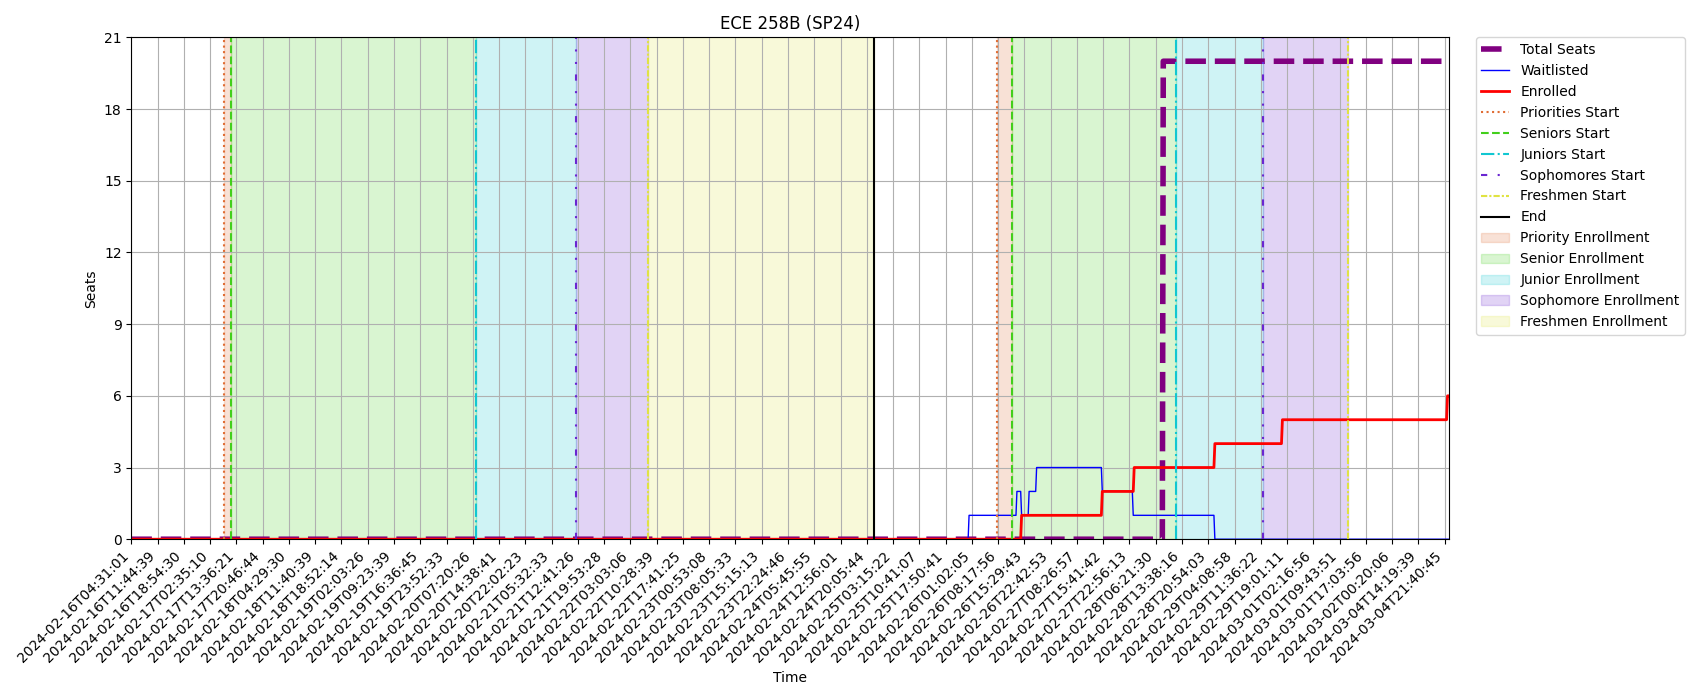 ECE 258B (SP24)
21
18
15
12
9
6
3
0
Seats
2024-02-16T04:31:01
2024-02-16T11:44:39
2024-02-16T18:54:30
2024-02-17T02:35:10
2024-02-17T13:36:21
2024-02-17T20:46:44
2024-02-18T04:29:30
2024-02-18T11:40:39
2024-02-18T18:52:14
2024-02-19T02:03:26
2024-02-19T09:23:39
2024-02-19T16:36:45
2024-02-19T23:52:33
2024-02-20T07:20:26
2024-02-20T14:38:41
2024-02-20T22:02:23
2024-02-21T05:32:33
2024-02-21T12:41:26
2024-02-21T19:53:28
2024-02-22T03:03:06
2024-02-22T10:28:39
2024-02-22T17:41:25
2024-02-23T00:53:08
2024-02-23T08:05:33
2024-02-23T15:15:13
2024-02-23T22:24:46
2024-02-24T05:45:55
2024-02-24T12:56:01
2024-02-24T20:05:44
2024-02-25T03:15:22
2024-02-25T10:41:07
2024-02-25T17:50:41
2024-02-26T01:02:05
2024-02-26T08:17:56
2024-02-26T15:29:43
2024-02-26T22:42:53
2024-02-27T08:26:57
2024-02-27T15:41:42
2024-02-27T22:56:13
2024-02-28T06:21:30
2024-02-28T13:38:16
2024-02-28T20:54:03
2024-02-29T04:08:58
2024-02-29T11:36:22
2024-02-29T19:01:11
2024-03-01T02:16:56
2024-03-01T09:43:51
2024-03-01T17:03:56
2024-03-02T00:20:06
2024-03-04T14:19:39
2024-03-04T21:40:45
Time
Total Seats
Waitlisted
Enrolled
Priorities Start
Seniors Start
Juniors Start
Sophomores Start
Freshmen Start
End
Priority Enrollment
Senior Enrollment
Junior Enrollment
Sophomore Enrollment
Freshmen Enrollment